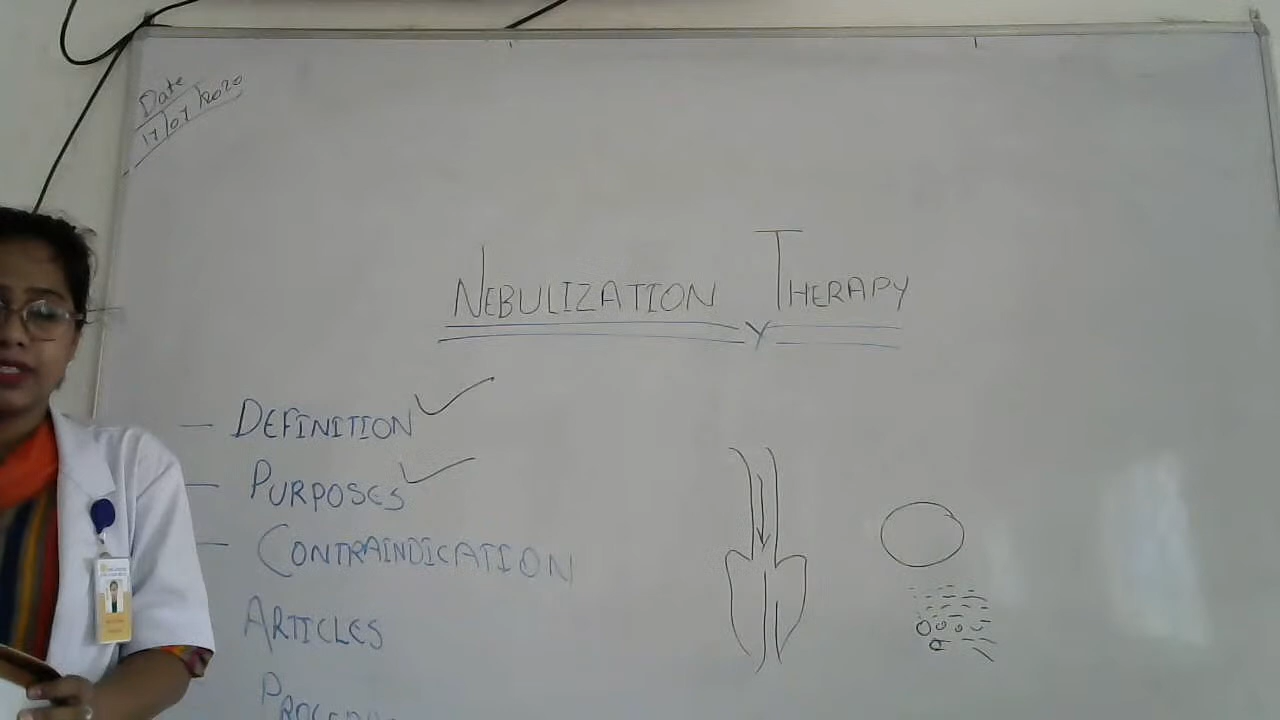 Date
17/07/2020
NEBULIZATION THERAPY
— DEFINITION ✓
— PURPOSES ✓
— CONTRAINDICATION
ARTICLES